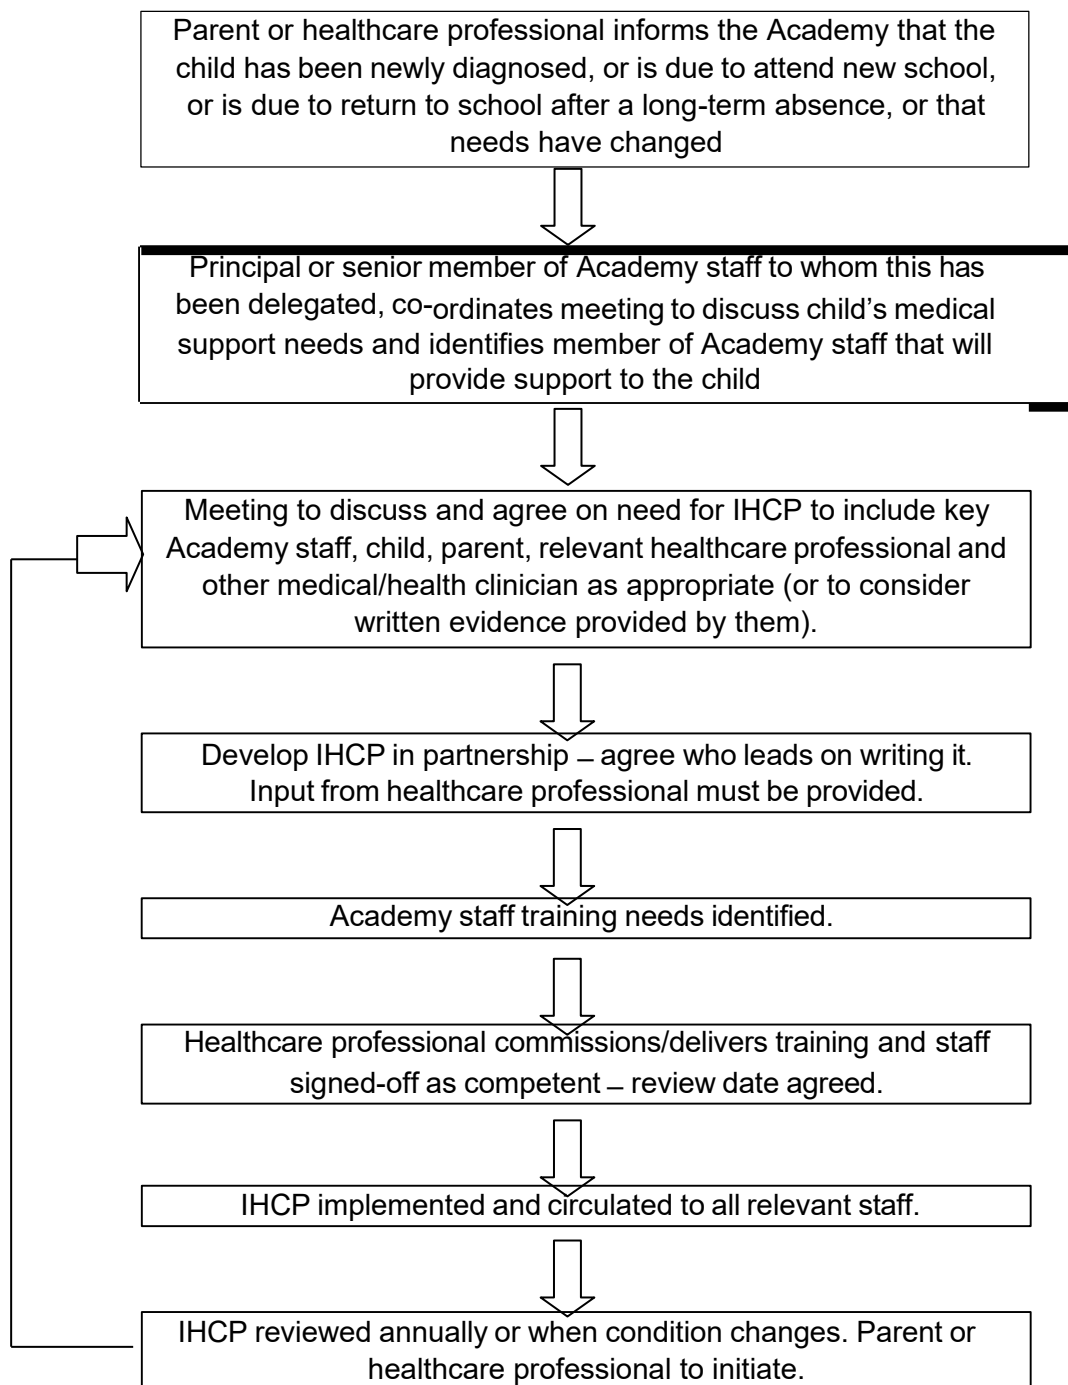 Parent or healthcare professional informs the Academy that the
child has been newly diagnosed, or is due to attend new school,
or is due to return to school after a long-term absence, or that
needs have changed
Principal or senior member of Academy staff to whom this has
been delegated, co-ordinates meeting to discuss child’s medical
support needs and identifies member of Academy staff that will
provide support to the child
Meeting to discuss and agree on need for IHCP to include key
Academy staff, child, parent, relevant healthcare professional and
other medical/health clinician as appropriate (or to consider
written evidence provided by them).
Develop IHCP in partnership – agree who leads on writing it.
Input from healthcare professional must be provided.
Academy staff training needs identified.
Healthcare professional commissions/delivers training and staff
signed-off as competent – review date agreed.
IHCP implemented and circulated to all relevant staff.
IHCP reviewed annually or when condition changes. Parent or
healthcare professional to initiate.